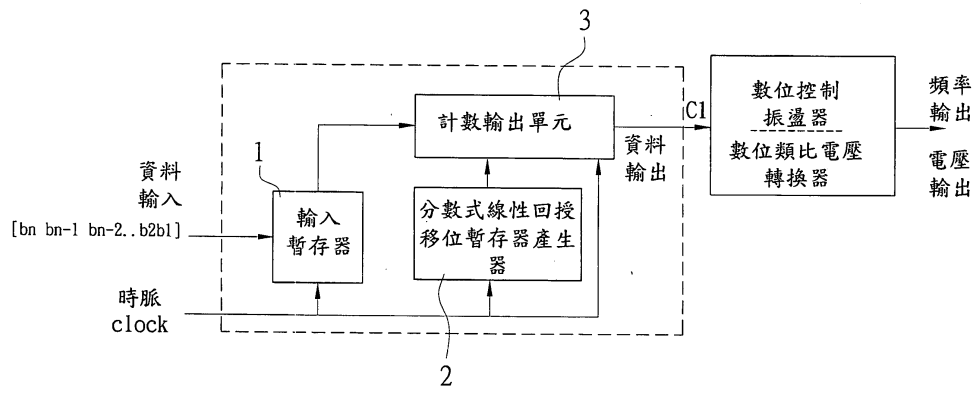 3
計數輸出單元
C1
數位控制
振盪器
數位類比電壓
轉換器
頻率
輸出
電壓
輸出
資料
輸出
1
資料
輸入
[bn bn-1 bn-2..b2b1]
輸入
暫存器
分數式線性回授
移位暫存器產生
器
時脈
clock
2